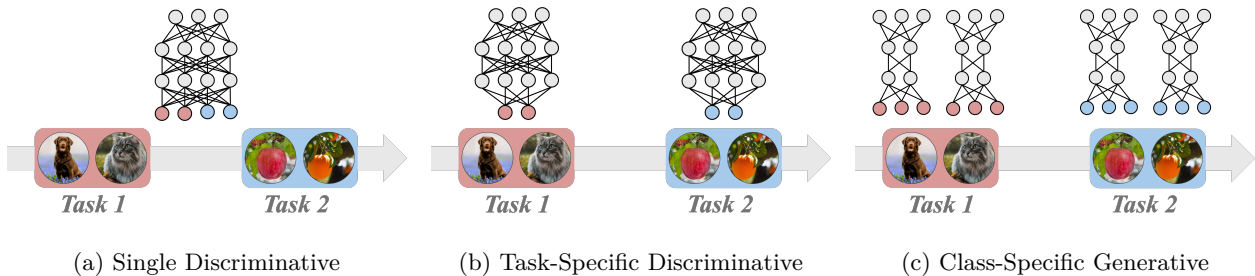 Task 1
Task 2
Task 1
Task 2
Task 1
Task 2
(a) Single Discriminative
(b) Task-Specific Discriminative
(c) Class-Specific Generative